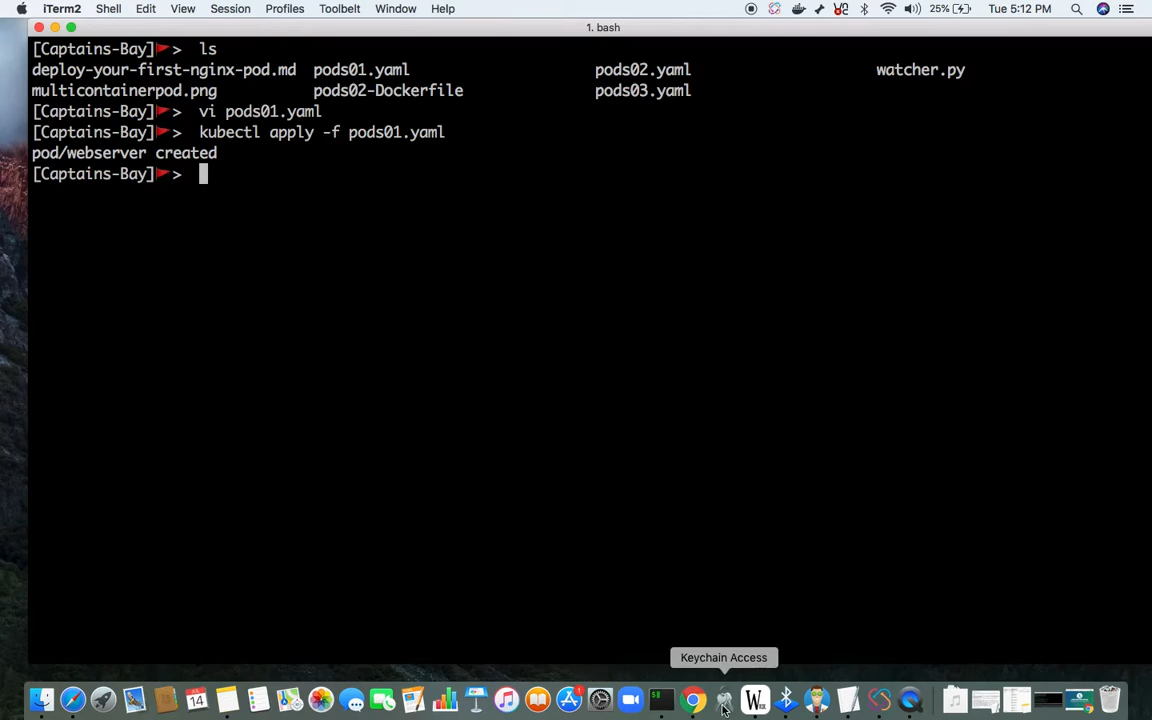 iTerm2 Shell Edit View Session Profiles Toolbelt Window Help 25% Tue 5:12 PM
1. bash
[Captains-Bay]> ls
deploy-your-first-nginx-pod.md pods01.yaml pods02.yaml watcher.py
multicontainerpod.png pods02-Dockerfile pods03.yaml
[Captains-Bay]> vi pods01.yaml
[Captains-Bay]> kubectl apply -f pods01.yaml
pod/webserver created
[Captains-Bay]>
Keychain Access
14
1
W